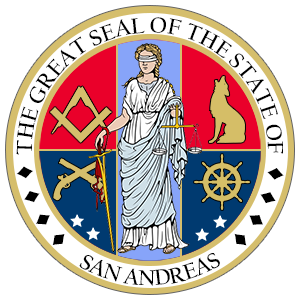 THE GREAT SEAL OF THE STATE OF
SAN ANDREAS